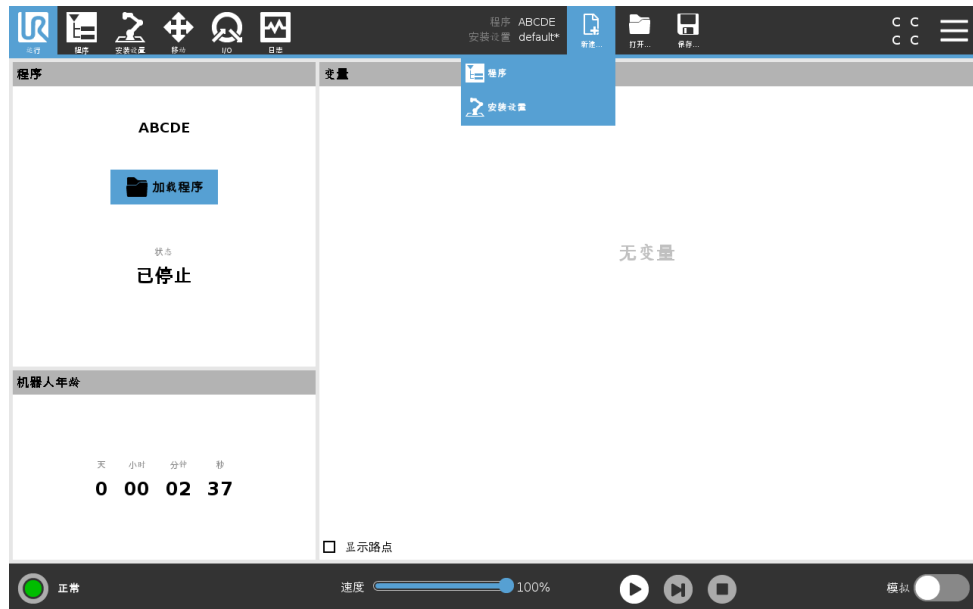 UR
运行
程序
安装设置
移动
I/O
日志
程序 ABCDE
安装设置 default*
新建...
打开...
保存...
C C
C C
程序
安装设置
程序
变量
ABCDE
加载程序
状态
已停止
无变量
机器人年龄
天 小时 分钟 秒
0 00 02 37
显示路点
正常
速度
100%
模拟